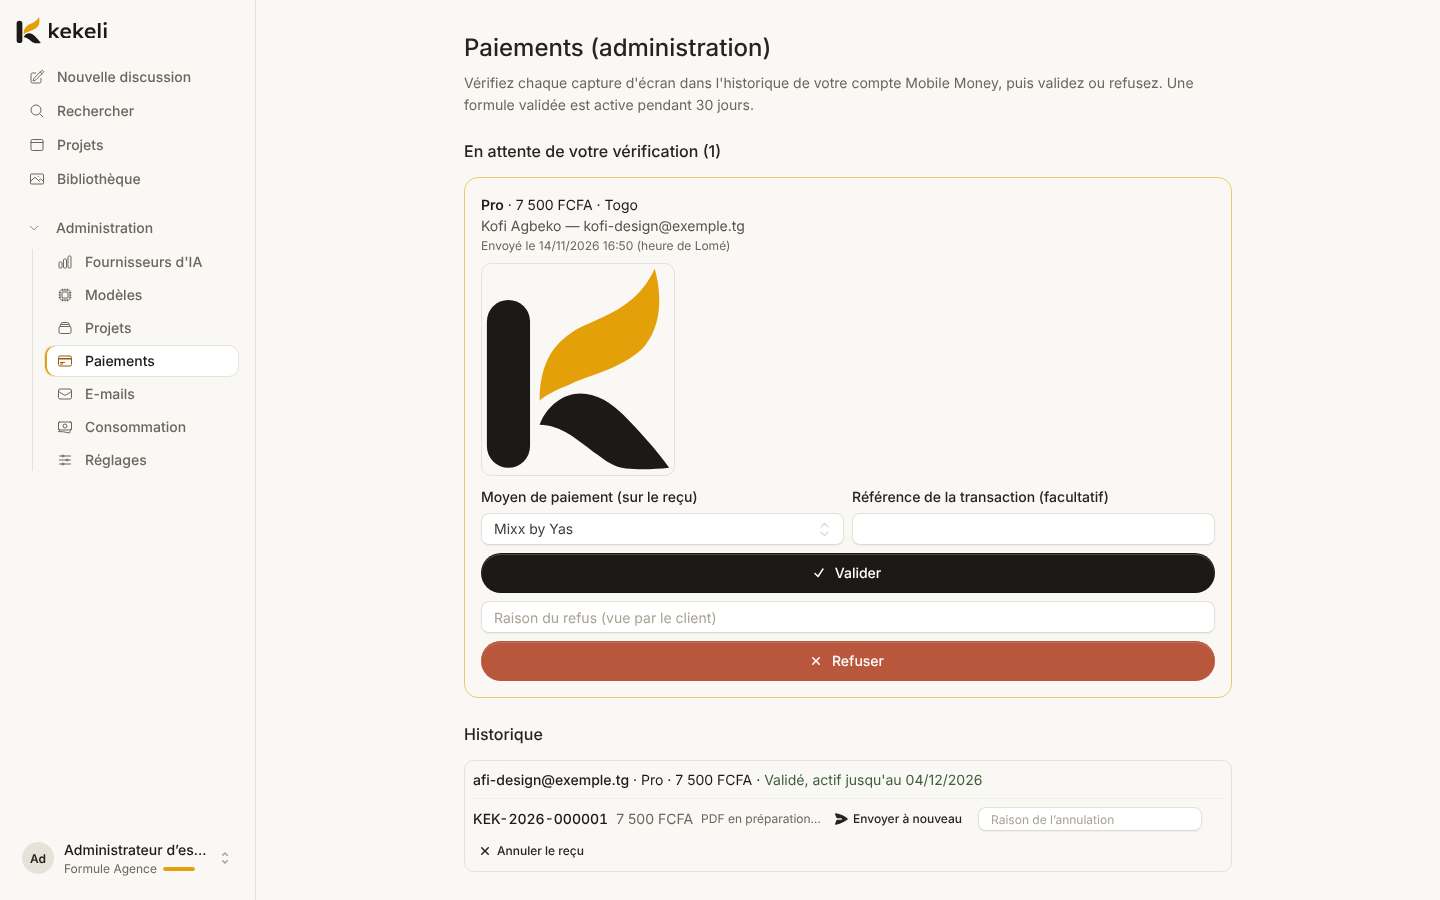 kekeli
Nouvelle discussion
Rechercher
Projets
Bibliothèque
Administration
Fournisseurs d'IA
Modèles
Projets
Paiements
E-mails
Consommation
Réglages
Ad
Administrateur d’es...
Formule Agence
Paiements (administration)
Vérifiez chaque capture d'écran dans l'historique de votre compte Mobile Money, puis validez ou refusez. Une
formule validée est active pendant 30 jours.
En attente de votre vérification (1)
Pro · 7 500 FCFA · Togo
Kofi Agbeko — kofi-design@exemple.tg
Envoyé le 14/11/2026 16:50 (heure de Lomé)
Moyen de paiement (sur le reçu)
Référence de la transaction (facultatif)
Mixx by Yas
Valider
Raison du refus (vue par le client)
Refuser
Historique
afi-design@exemple.tg · Pro · 7 500 FCFA · Validé, actif jusqu'au 04/12/2026
KEK-2026-000001 7 500 FCFA PDF en préparation... Envoyer à nouveau Raison de l’annulation
Annuler le reçu